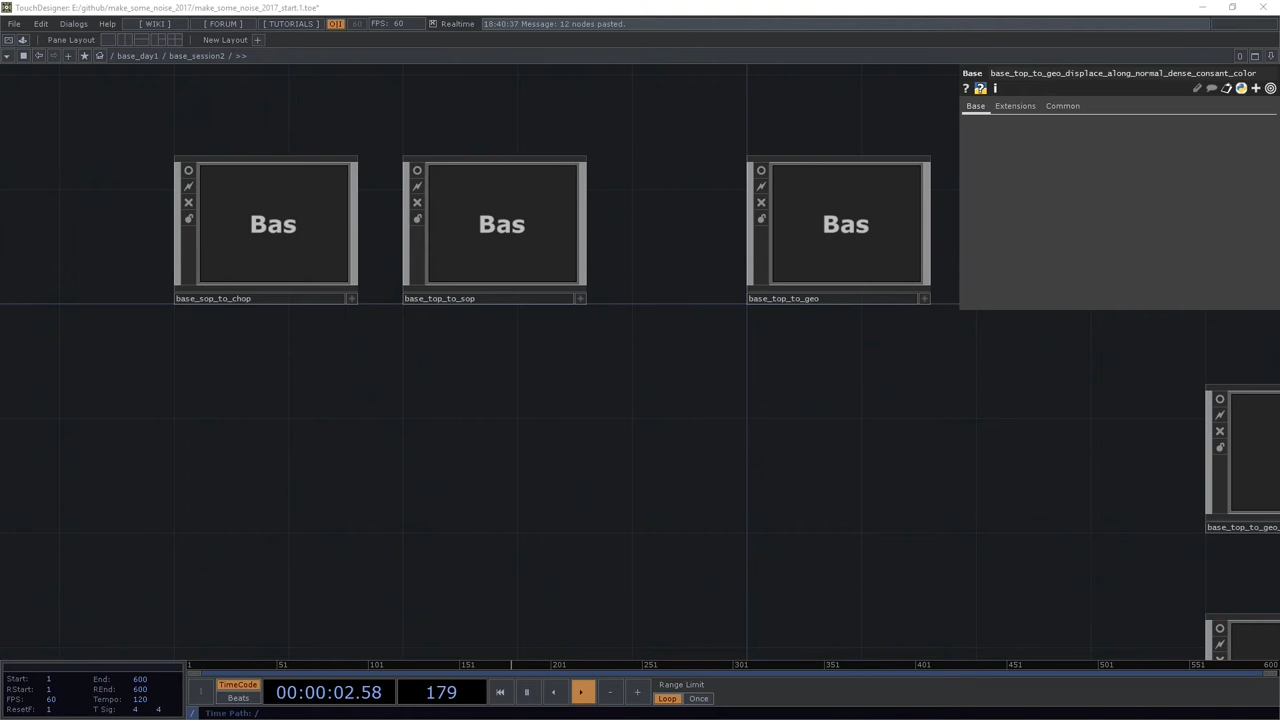 TouchDesigner: E:/github/make_some_noise_2017/make_some_noise_2017_start.1.toe*
File Edit Dialogs Help [ WIKI ] [ FORUM ] [ TUTORIALS ] O|I 60 FPS: 60 Realtime 18:40:37 Message: 12 nodes pasted.
Pane Layout New Layout +
/ base_day1 / base_session2 / >> 0
Base base_top_to_geo_displace_along_normal_dense_consant_color
? ? i
Base Extensions Common
Bas Bas Bas
base_sop_to_chop base_top_to_sop base_top_to_geo
base_top_to_geo_
1 51 101 151 201 251 301 351 401 451 501 551 600
Start: 1 End: 600
RStart: 1 REnd: 600
FPS: 60 Tempo: 120
ResetF: 1 T Sig: 4 4
TimeCode
Beats
00:00:02.58 179
- +
Range Limit
Loop Once
/ Time Path: /